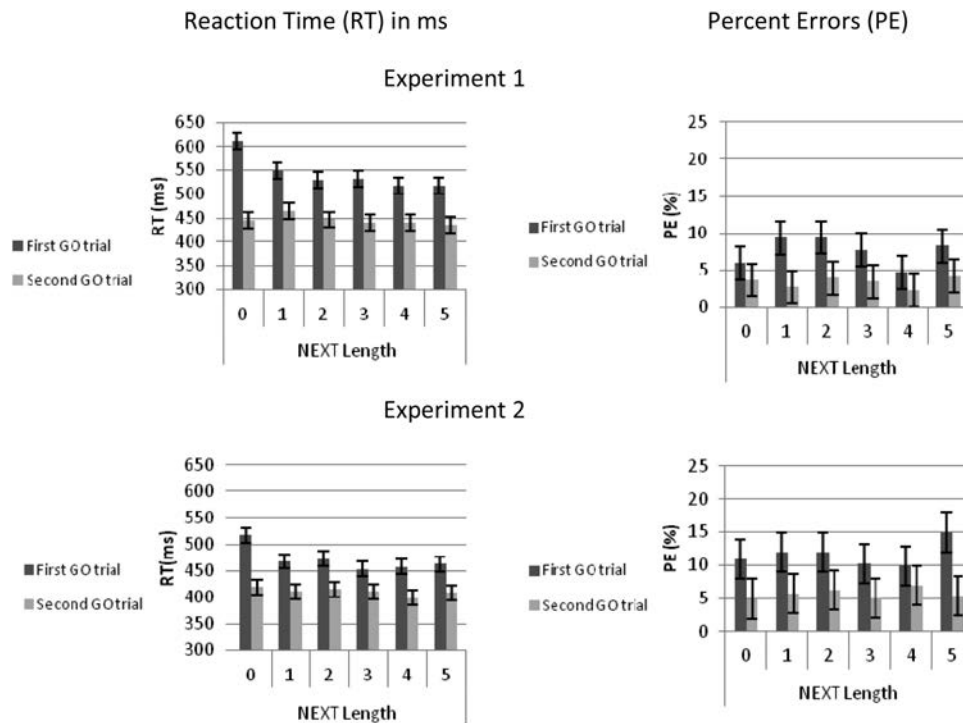 Reaction Time (RT) in ms
Percent Errors (PE)
Experiment 1
First GO trial
Second GO trial
RT (ms)
650
600
550
500
450
400
350
300
0 1 2 3 4 5
NEXT Length
PE (%)
25
20
15
10
5
0
0 1 2 3 4 5
NEXT Length
First GO trial
Second GO trial
Experiment 2
First GO trial
Second GO trial
RT(ms)
650
600
550
500
450
400
350
300
0 1 2 3 4 5
NEXT Length
First GO trial
Second GO trial
PE (%)
25
20
15
10
5
0
0 1 2 3 4 5
NEXT Length